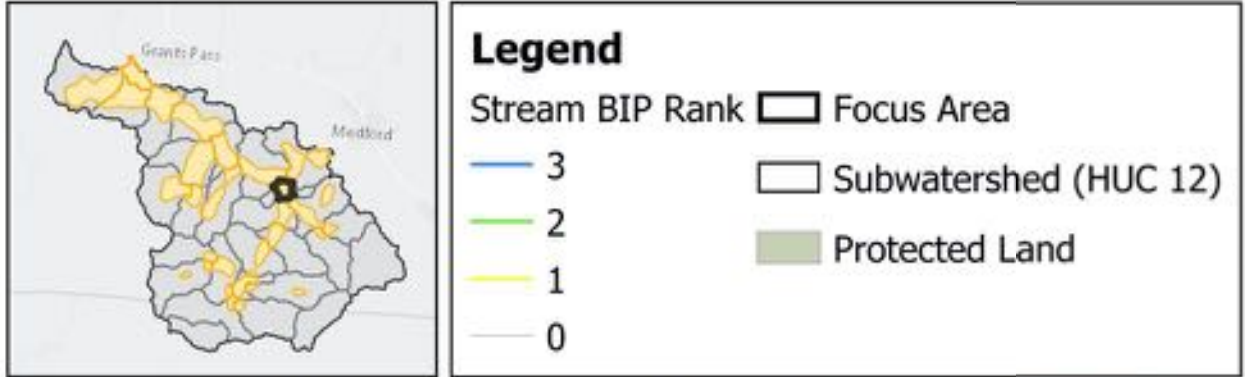 Grants Pass
Medford
Legend
Stream BIP Rank
3
2
1
0
Focus Area
Subwatershed (HUC 12)
Protected Land